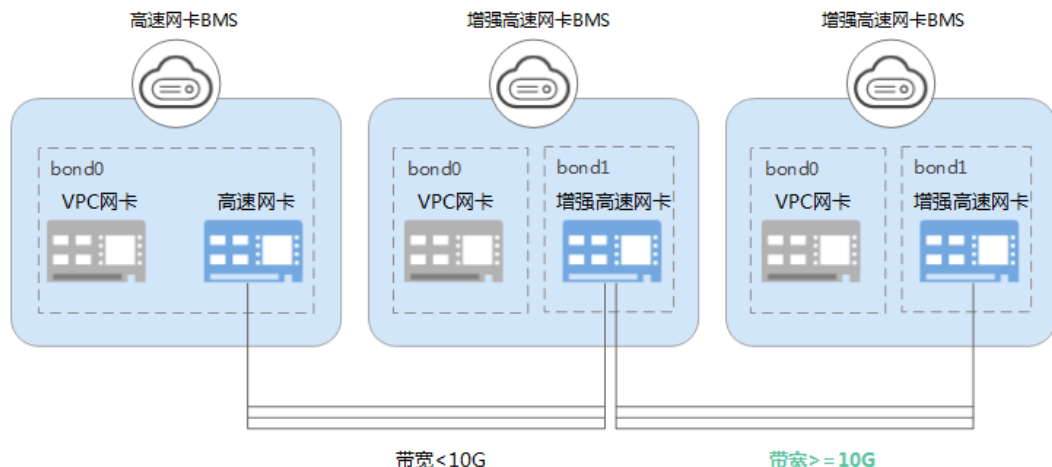 高速网卡BMS
增强高速网卡BMS
增强高速网卡BMS
bond0
VPC网卡
高速网卡
bond0
VPC网卡
bond1
增强高速网卡
bond0
VPC网卡
bond1
增强高速网卡
带宽<10G
带宽>=10G